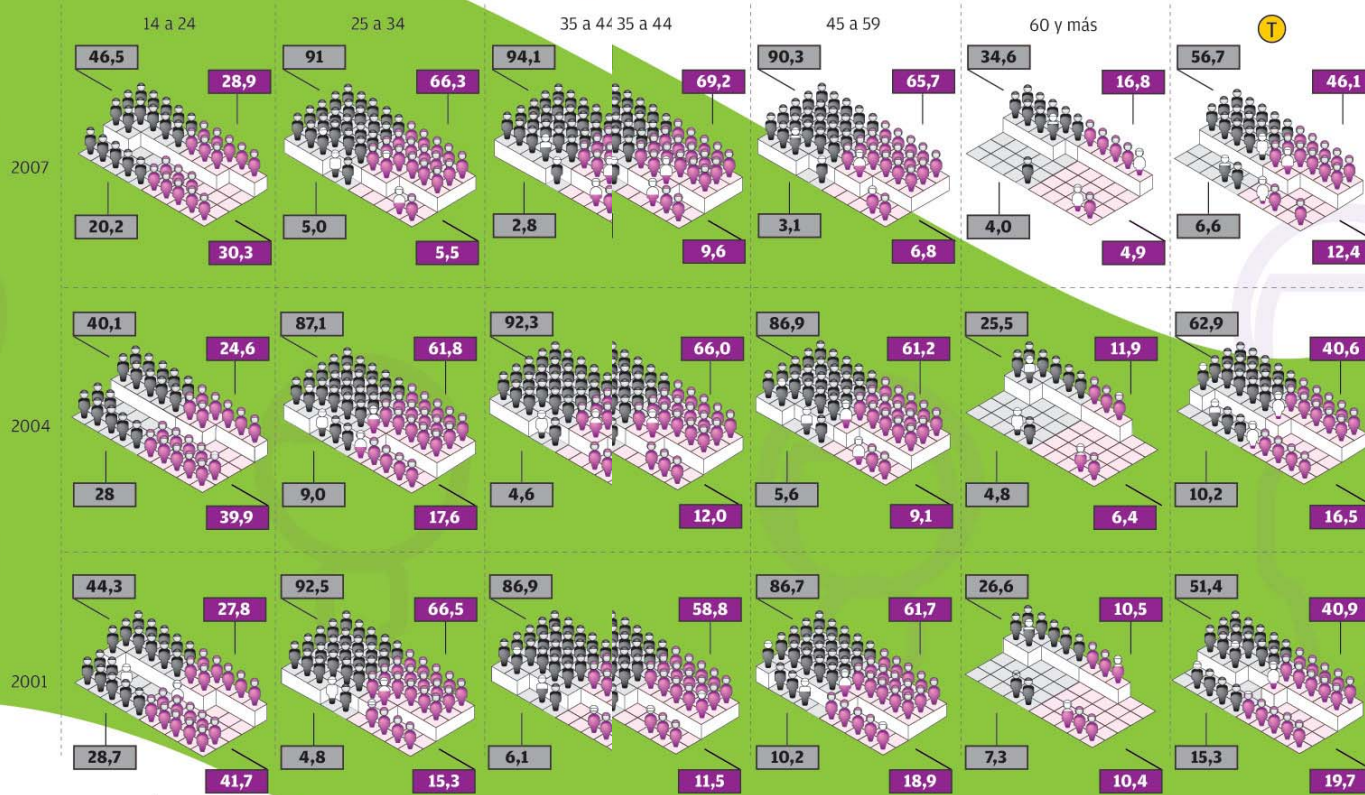 14 a 24 25 a 34 35 a 44 35 a 44 45 a 59 60 y más T
46,5 91 94,1 90,3 34,6 56,7
28,9 66,3 69,2 65,7 16,8 46,1
2007
20,2 5,0 2,8 3,1 4,0 6,6
30,3 5,5 9,6 6,8 4,9 12,4
40,1 87,1 92,3 86,9 25,5 62,9
24,6 61,8 66,0 61,2 11,9 40,6
2004
28 9,0 4,6 5,6 4,8 10,2
39,9 17,6 12,0 9,1 6,4 16,5
44,3 92,5 86,9 86,7 26,6 51,4
27,8 66,5 58,8 61,7 10,5 40,9
2001
28,7 4,8 6,1 10,2 7,3 15,3
41,7 15,3 11,5 18,9 10,4 19,7